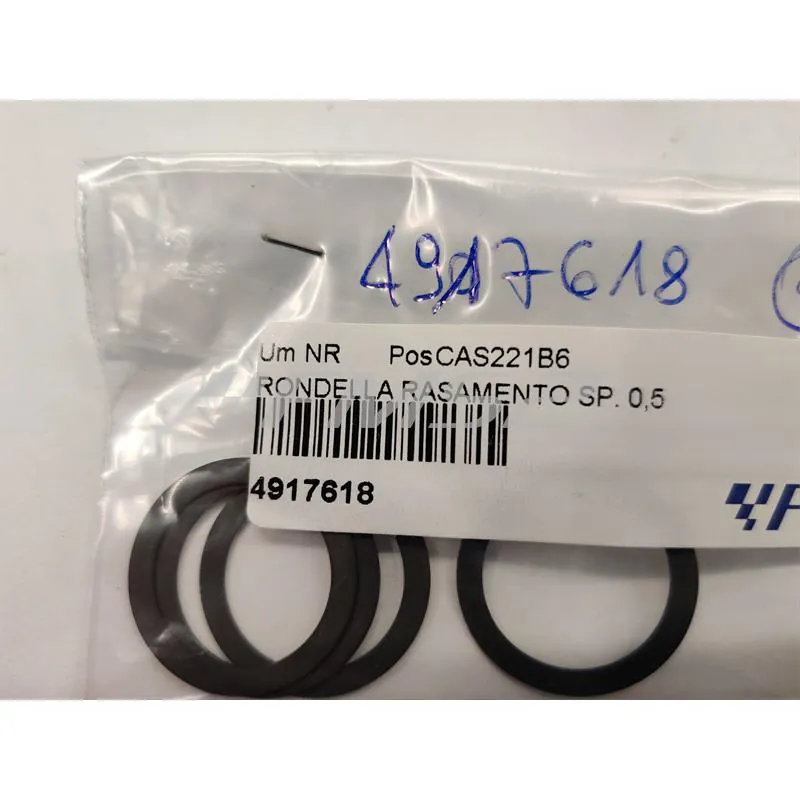 4917618
Um NR PosCAS221B6
RONDELLA RASAMENTO SP. 0,5
4917618